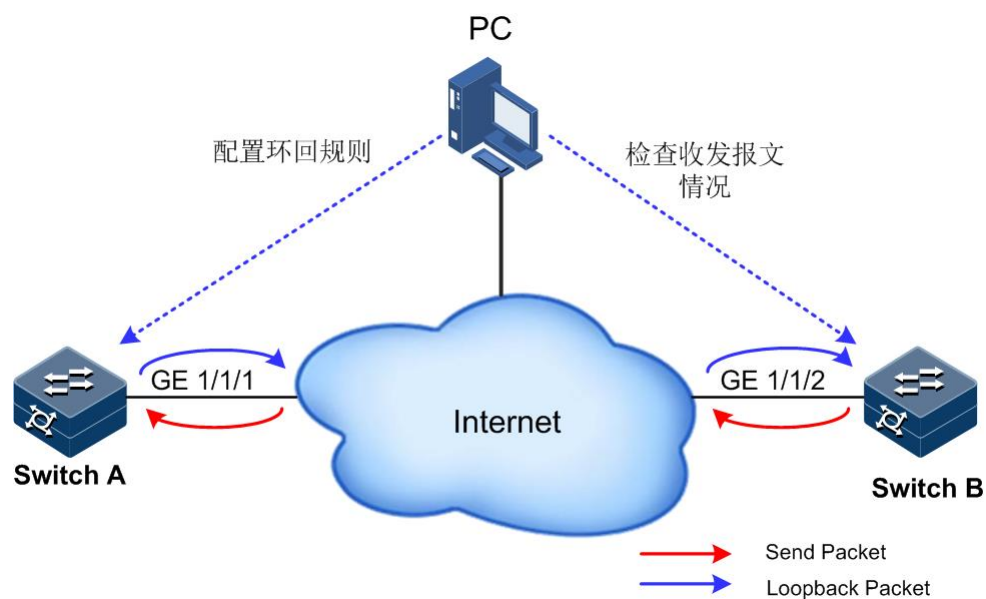 PC
配置环回规则
检查收发报文
情况
GE 1/1/1
GE 1/1/2
Internet
Switch A
Switch B
Send Packet
Loopback Packet